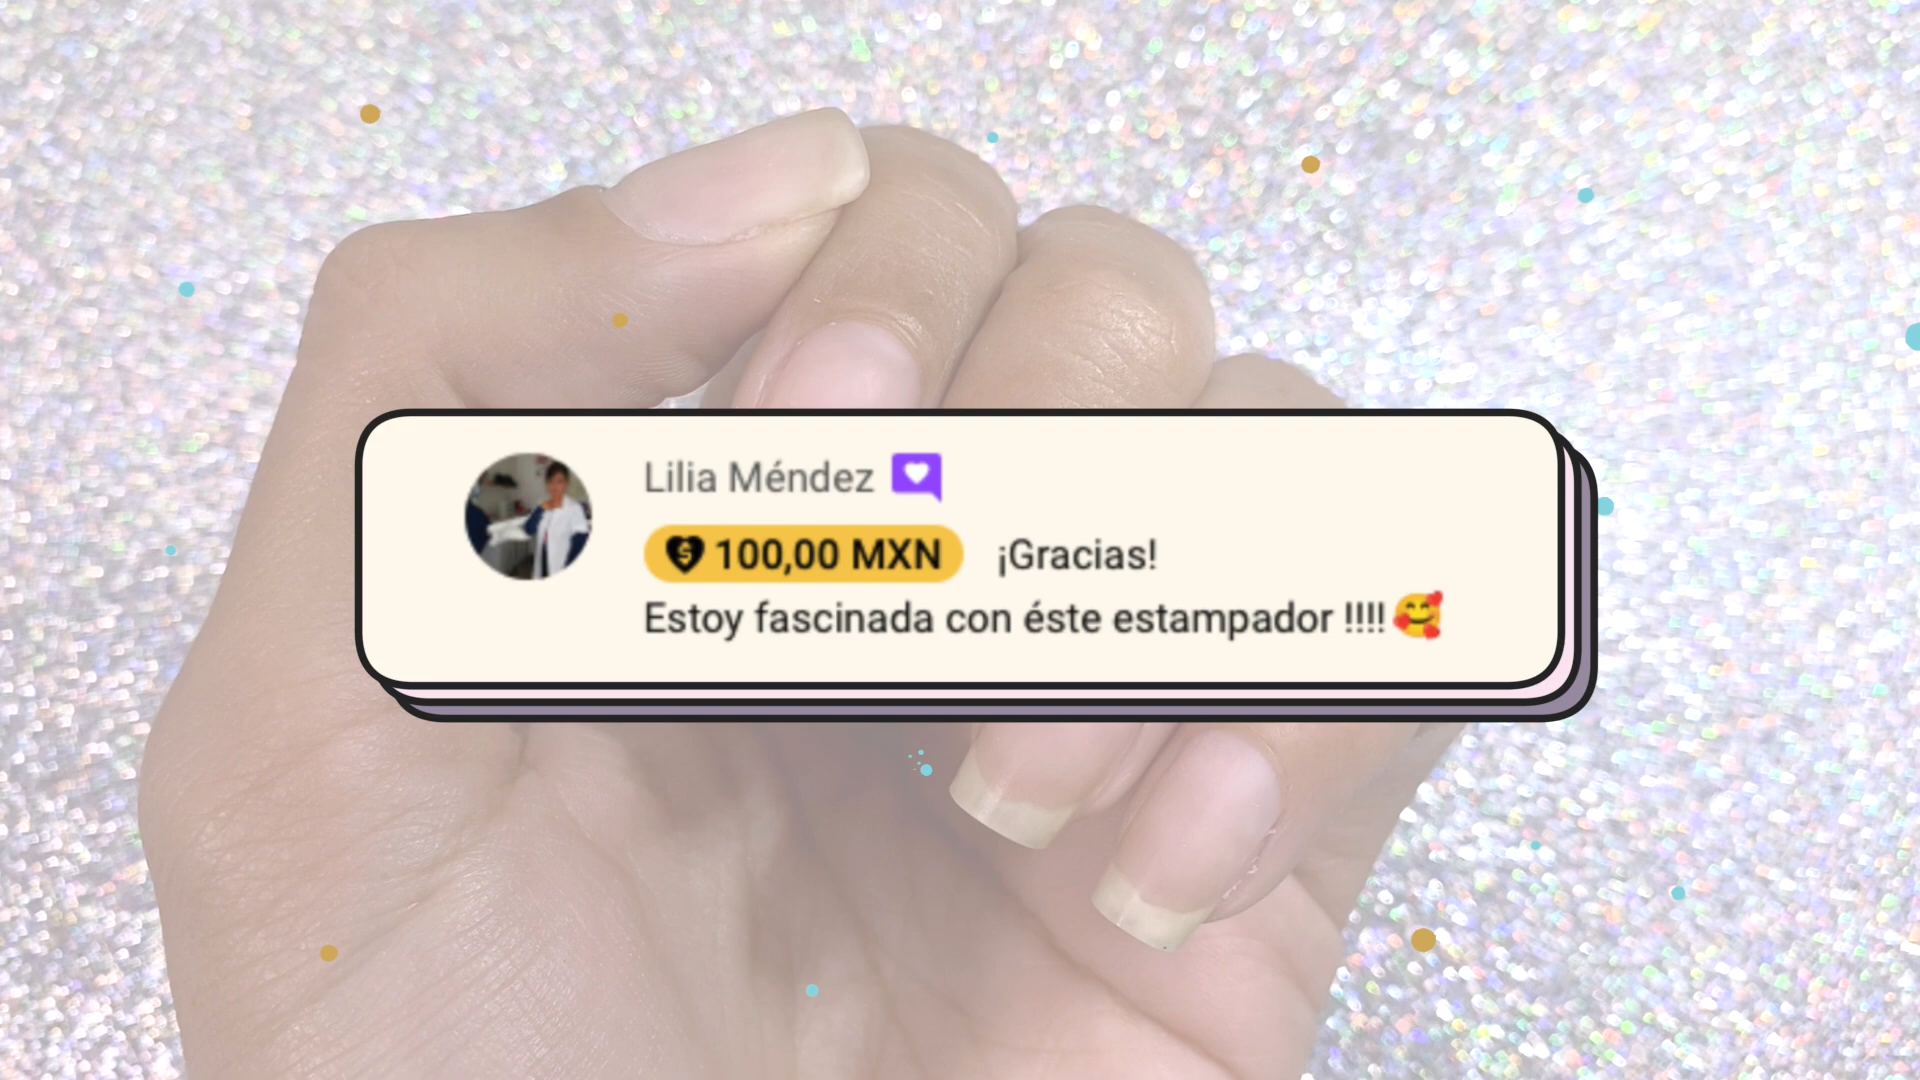 Lilia Méndez
100,00 MXN ¡Gracias!
Estoy fascinada con éste estampador !!!!🥰